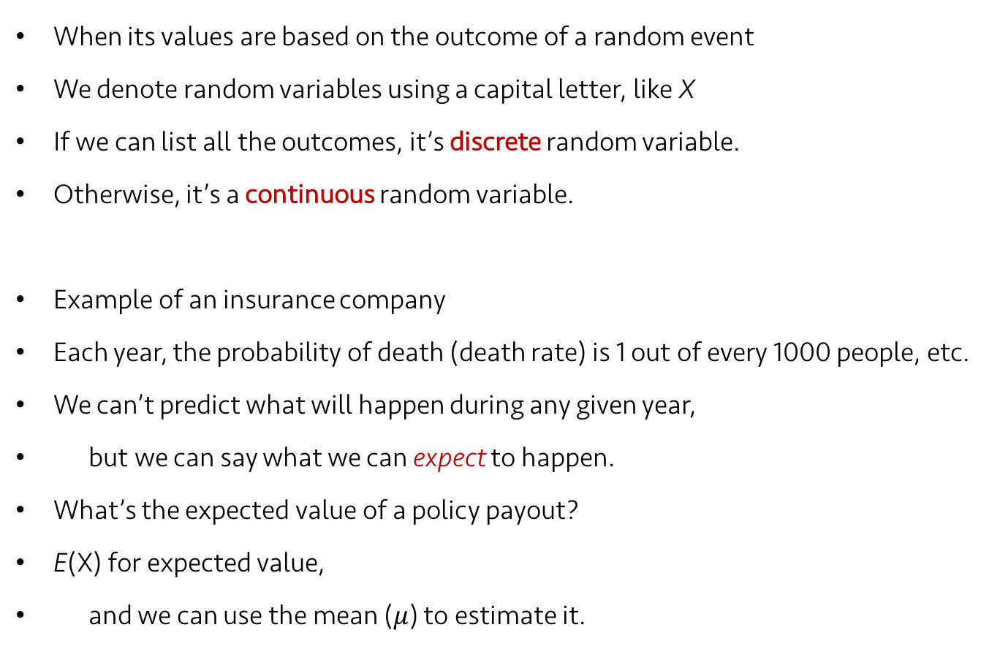 • When its values are based on the outcome of a random event
• We denote random variables using a capital letter, like X
• If we can list all the outcomes, it’s discrete random variable.
• Otherwise, it’s a continuous random variable.
• Example of an insurance company
• Each year, the probability of death (death rate) is 1 out of every 1000 people, etc.
• We can’t predict what will happen during any given year,
• but we can say what we can expect to happen.
• What’s the expected value of a policy payout?
• E(X) for expected value,
• and we can use the mean (μ) to estimate it.